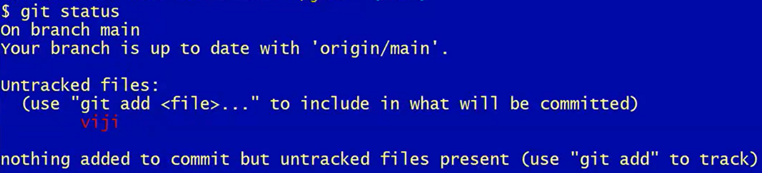 $ git status
On branch main
Your branch is up to date with 'origin/main'.
Untracked files:
(use "git add <file>..." to include in what will be committed)
viji
nothing added to commit but untracked files present (use "git add" to track)